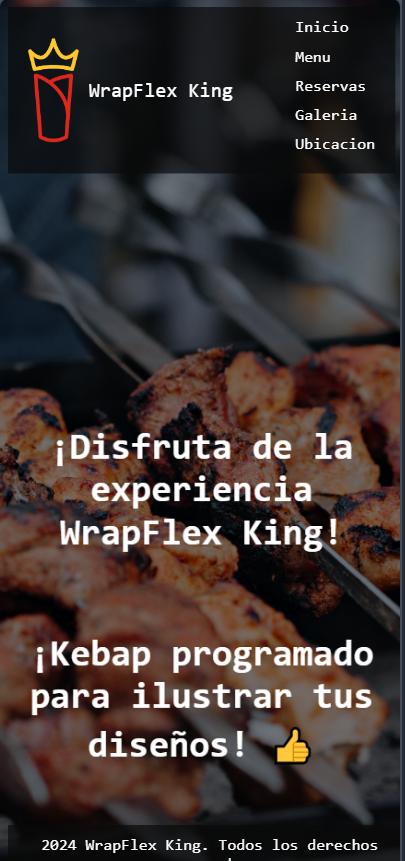 Inicio
Menu
WrapFlex King
Reservas
Galeria
Ubicacion
¡Disfruta de la
experiencia
WrapFlex King!
¡Kebap programado
para ilustrar tus
diseños! 👍
2024 WrapFlex King. Todos los derechos